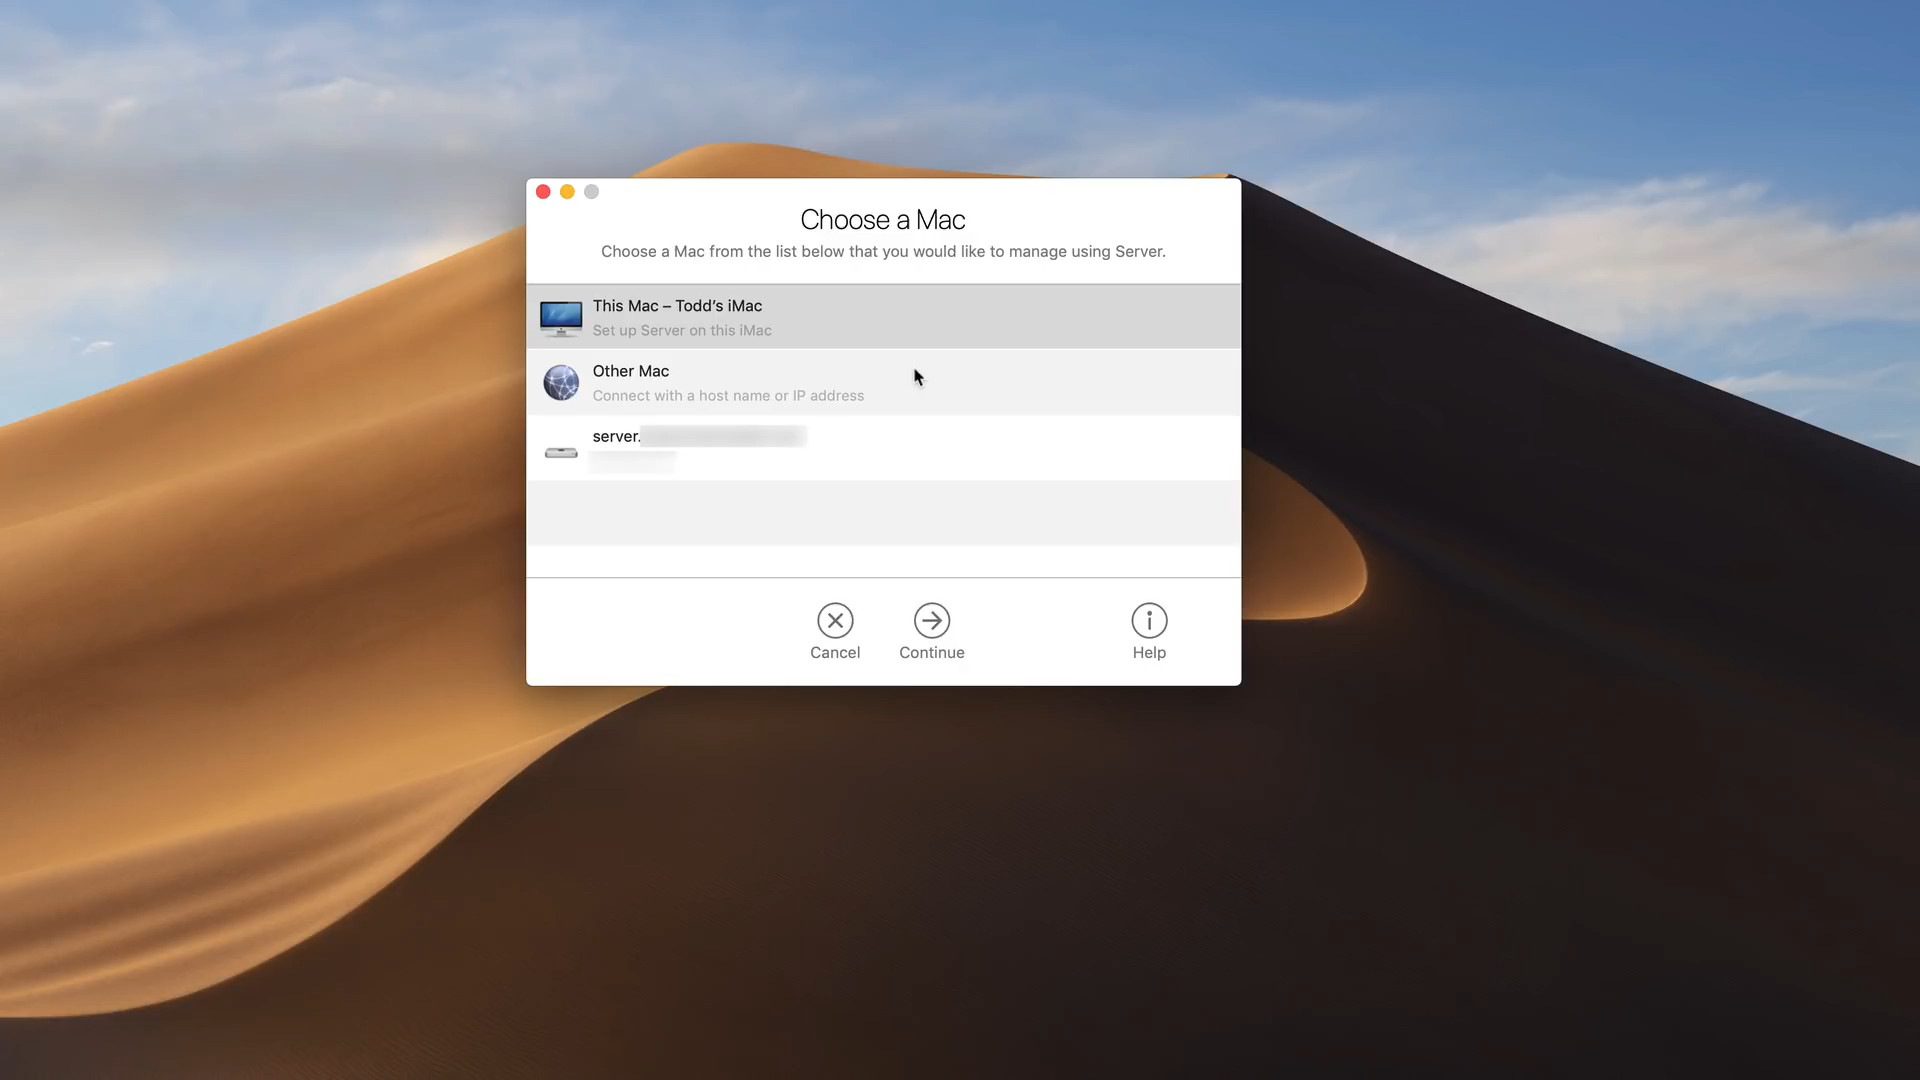 Choose a Mac
Choose a Mac from the list below that you would like to manage using Server.
This Mac – Todd’s iMac
Set up Server on this iMac
Other Mac
Connect with a host name or IP address
server.
Cancel
Continue
Help